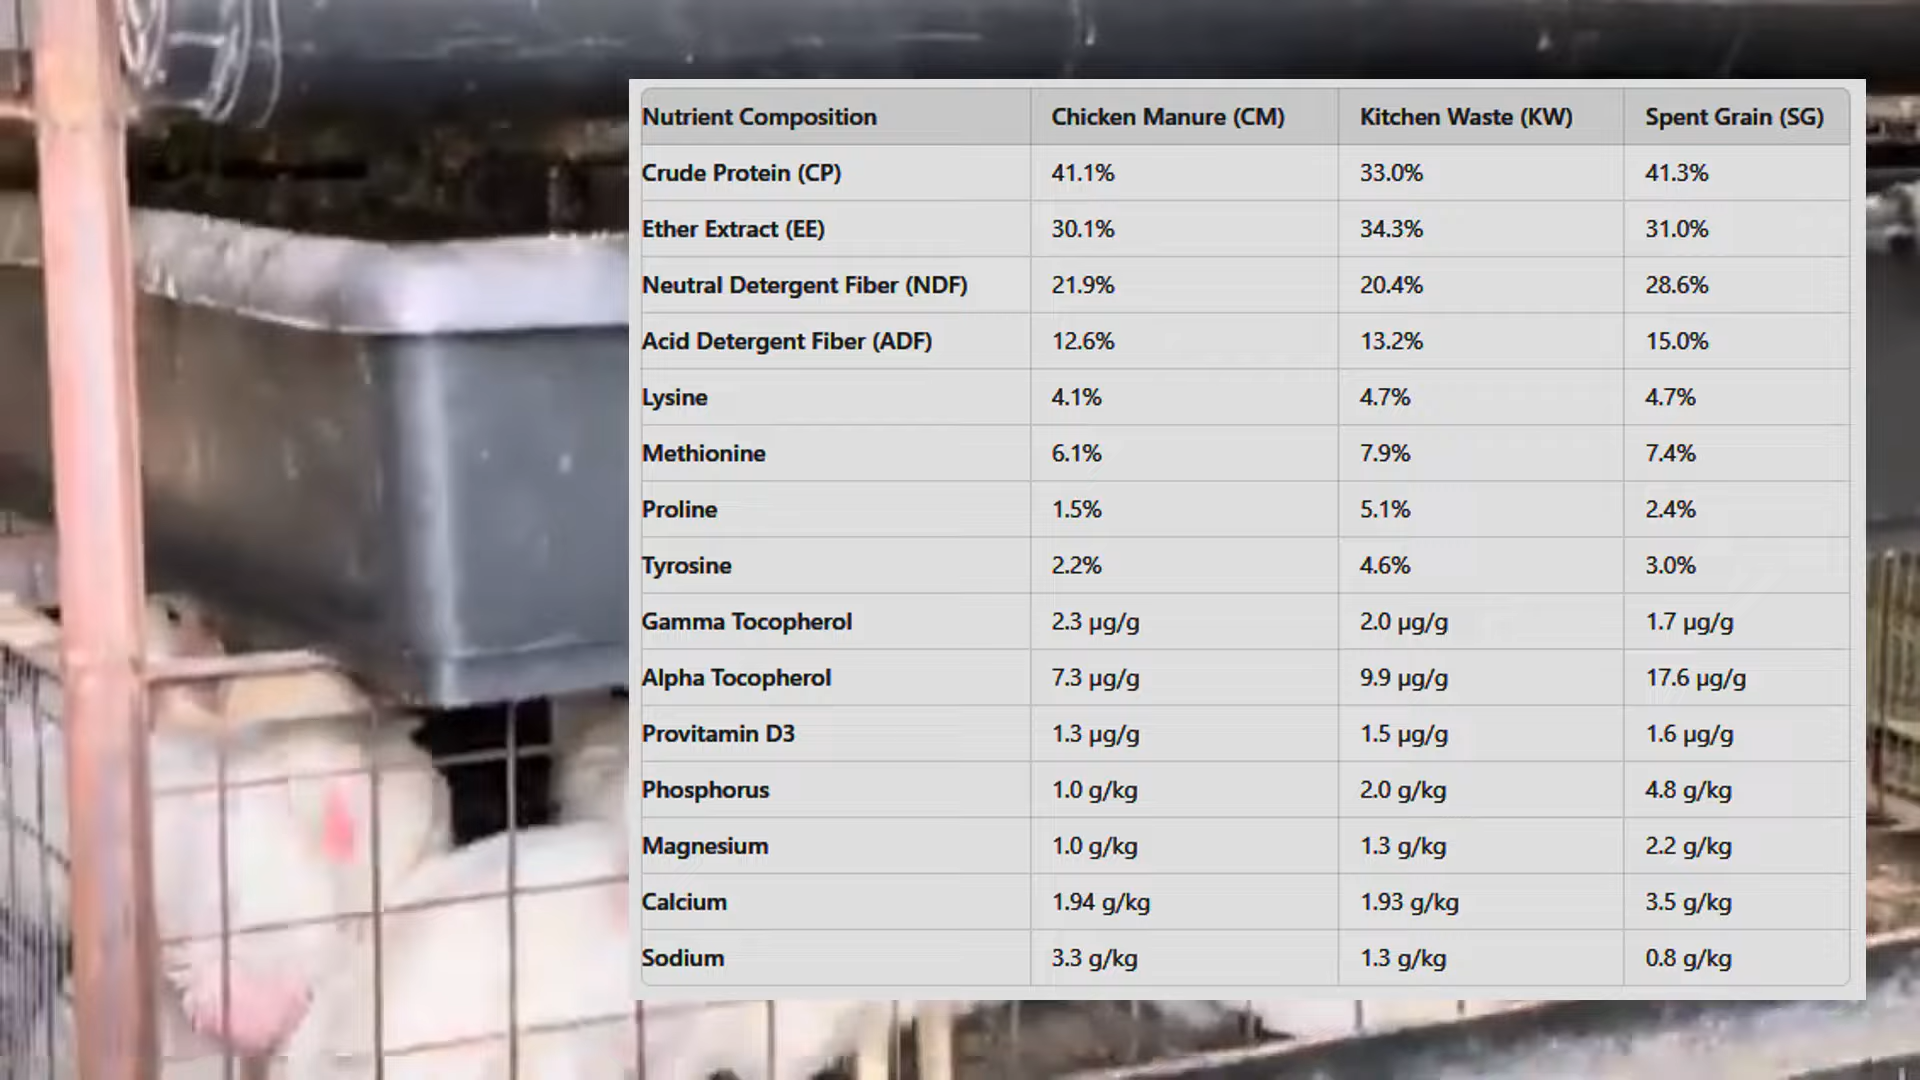 Nutrient Composition Chicken Manure (CM) Kitchen Waste (KW) Spent Grain (SG)
Crude Protein (CP) 41.1% 33.0% 41.3%
Ether Extract (EE) 30.1% 34.3% 31.0%
Neutral Detergent Fiber (NDF) 21.9% 20.4% 28.6%
Acid Detergent Fiber (ADF) 12.6% 13.2% 15.0%
Lysine 4.1% 4.7% 4.7%
Methionine 6.1% 7.9% 7.4%
Proline 1.5% 5.1% 2.4%
Tyrosine 2.2% 4.6% 3.0%
Gamma Tocopherol 2.3 µg/g 2.0 µg/g 1.7 µg/g
Alpha Tocopherol 7.3 µg/g 9.9 µg/g 17.6 µg/g
Provitamin D3 1.3 µg/g 1.5 µg/g 1.6 µg/g
Phosphorus 1.0 g/kg 2.0 g/kg 4.8 g/kg
Magnesium 1.0 g/kg 1.3 g/kg 2.2 g/kg
Calcium 1.94 g/kg 1.93 g/kg 3.5 g/kg
Sodium 3.3 g/kg 1.3 g/kg 0.8 g/kg